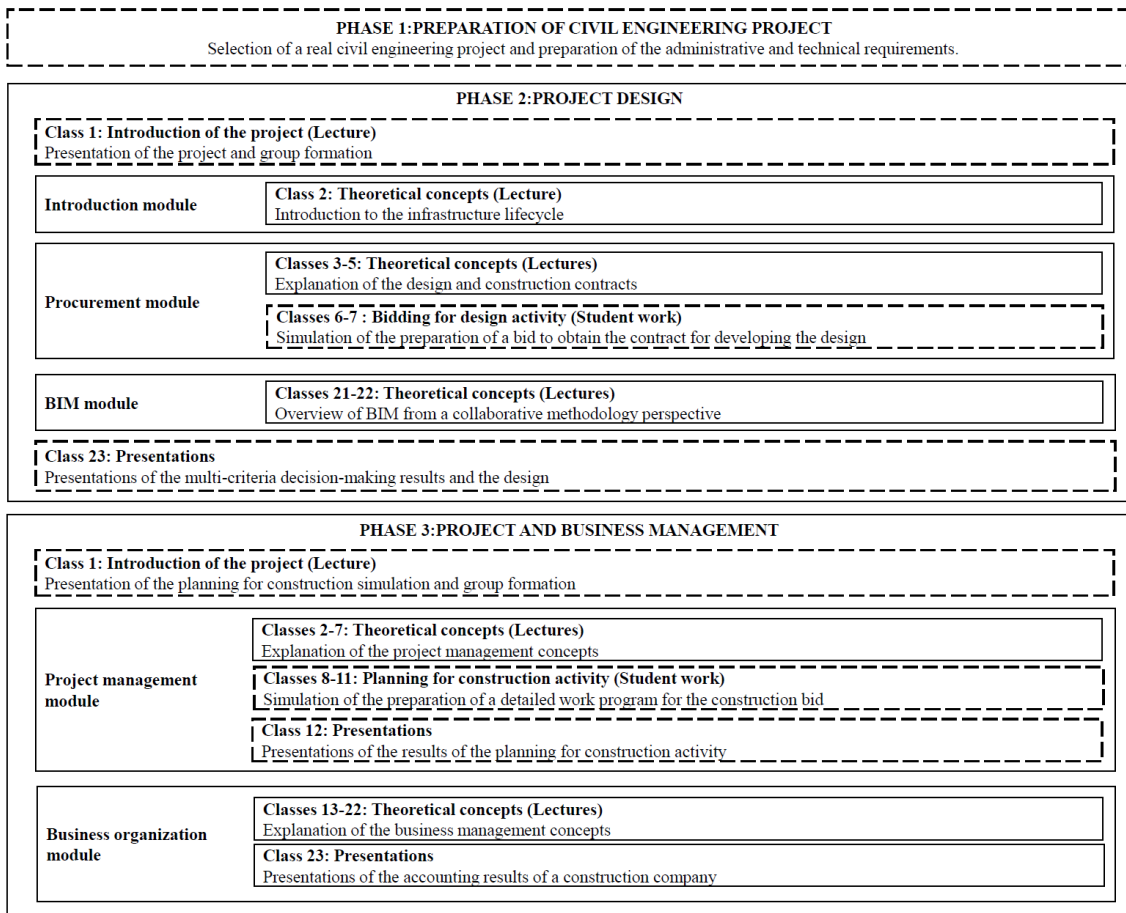 PHASE 1:PREPARATION OF CIVIL ENGINEERING PROJECT
Selection of a real civil engineering project and preparation of the administrative and technical requirements.
PHASE 2:PROJECT DESIGN
Class 1: Introduction of the project (Lecture)
Presentation of the project and group formation
Introduction module
Class 2: Theoretical concepts (Lecture)
Introduction to the infrastructure lifecycle
Procurement module
Classes 3-5: Theoretical concepts (Lectures)
Explanation of the design and construction contracts
Classes 6-7 : Bidding for design activity (Student work)
Simulation of the preparation of a bid to obtain the contract for developing the design
BIM module
Classes 21-22: Theoretical concepts (Lectures)
Overview of BIM from a collaborative methodology perspective
Class 23: Presentations
Presentations of the multi-criteria decision-making results and the design
PHASE 3:PROJECT AND BUSINESS MANAGEMENT
Class 1: Introduction of the project (Lecture)
Presentation of the planning for construction simulation and group formation
Project management
module
Classes 2-7: Theoretical concepts (Lectures)
Explanation of the project management concepts
Classes 8-11: Planning for construction activity (Student work)
Simulation of the preparation of a detailed work program for the construction bid
Class 12: Presentations
Presentations of the results of the planning for construction activity
Business organization
module
Classes 13-22: Theoretical concepts (Lectures)
Explanation of the business management concepts
Class 23: Presentations
Presentations of the accounting results of a construction company